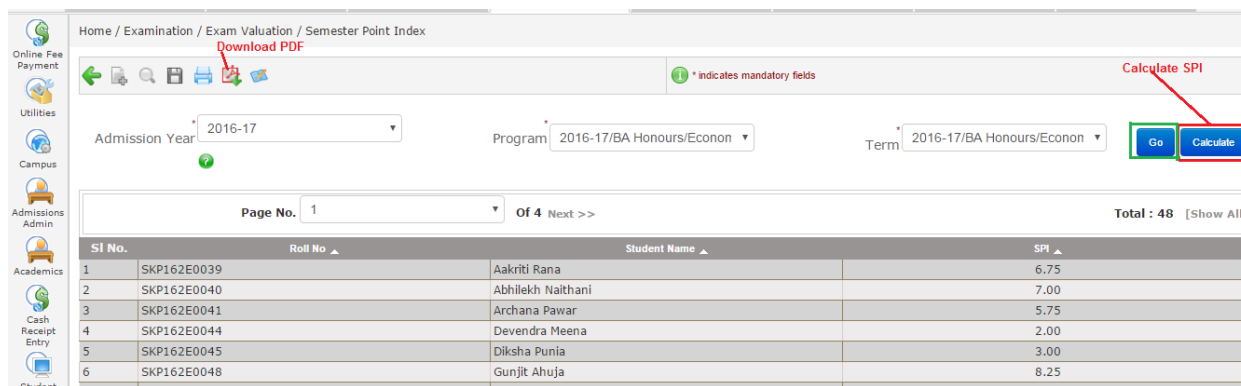 Home / Examination / Exam Valuation / Semester Point Index
Download PDF
* indicates mandatory fields
Calculate SPI
Online Fee
Payment
Utilities
Campus
Admissions
Admin
Academics
Cash
Receipt
Entry
Student
Admission Year * 2016-17
Program * 2016-17/BA Honours/Econon
Term * 2016-17/BA Honours/Econon
Go
Calculate
Page No. 1 Of 4 Next >>
Total : 48 [Show All
Sl No. Roll No Student Name SPI
1 SKP162E0039 Aakriti Rana 6.75
2 SKP162E0040 Abhilekh Naithani 7.00
3 SKP162E0041 Archana Pawar 5.75
4 SKP162E0044 Devendra Meena 2.00
5 SKP162E0045 Diksha Punia 3.00
6 SKP162E0048 Gunjit Ahuja 8.25